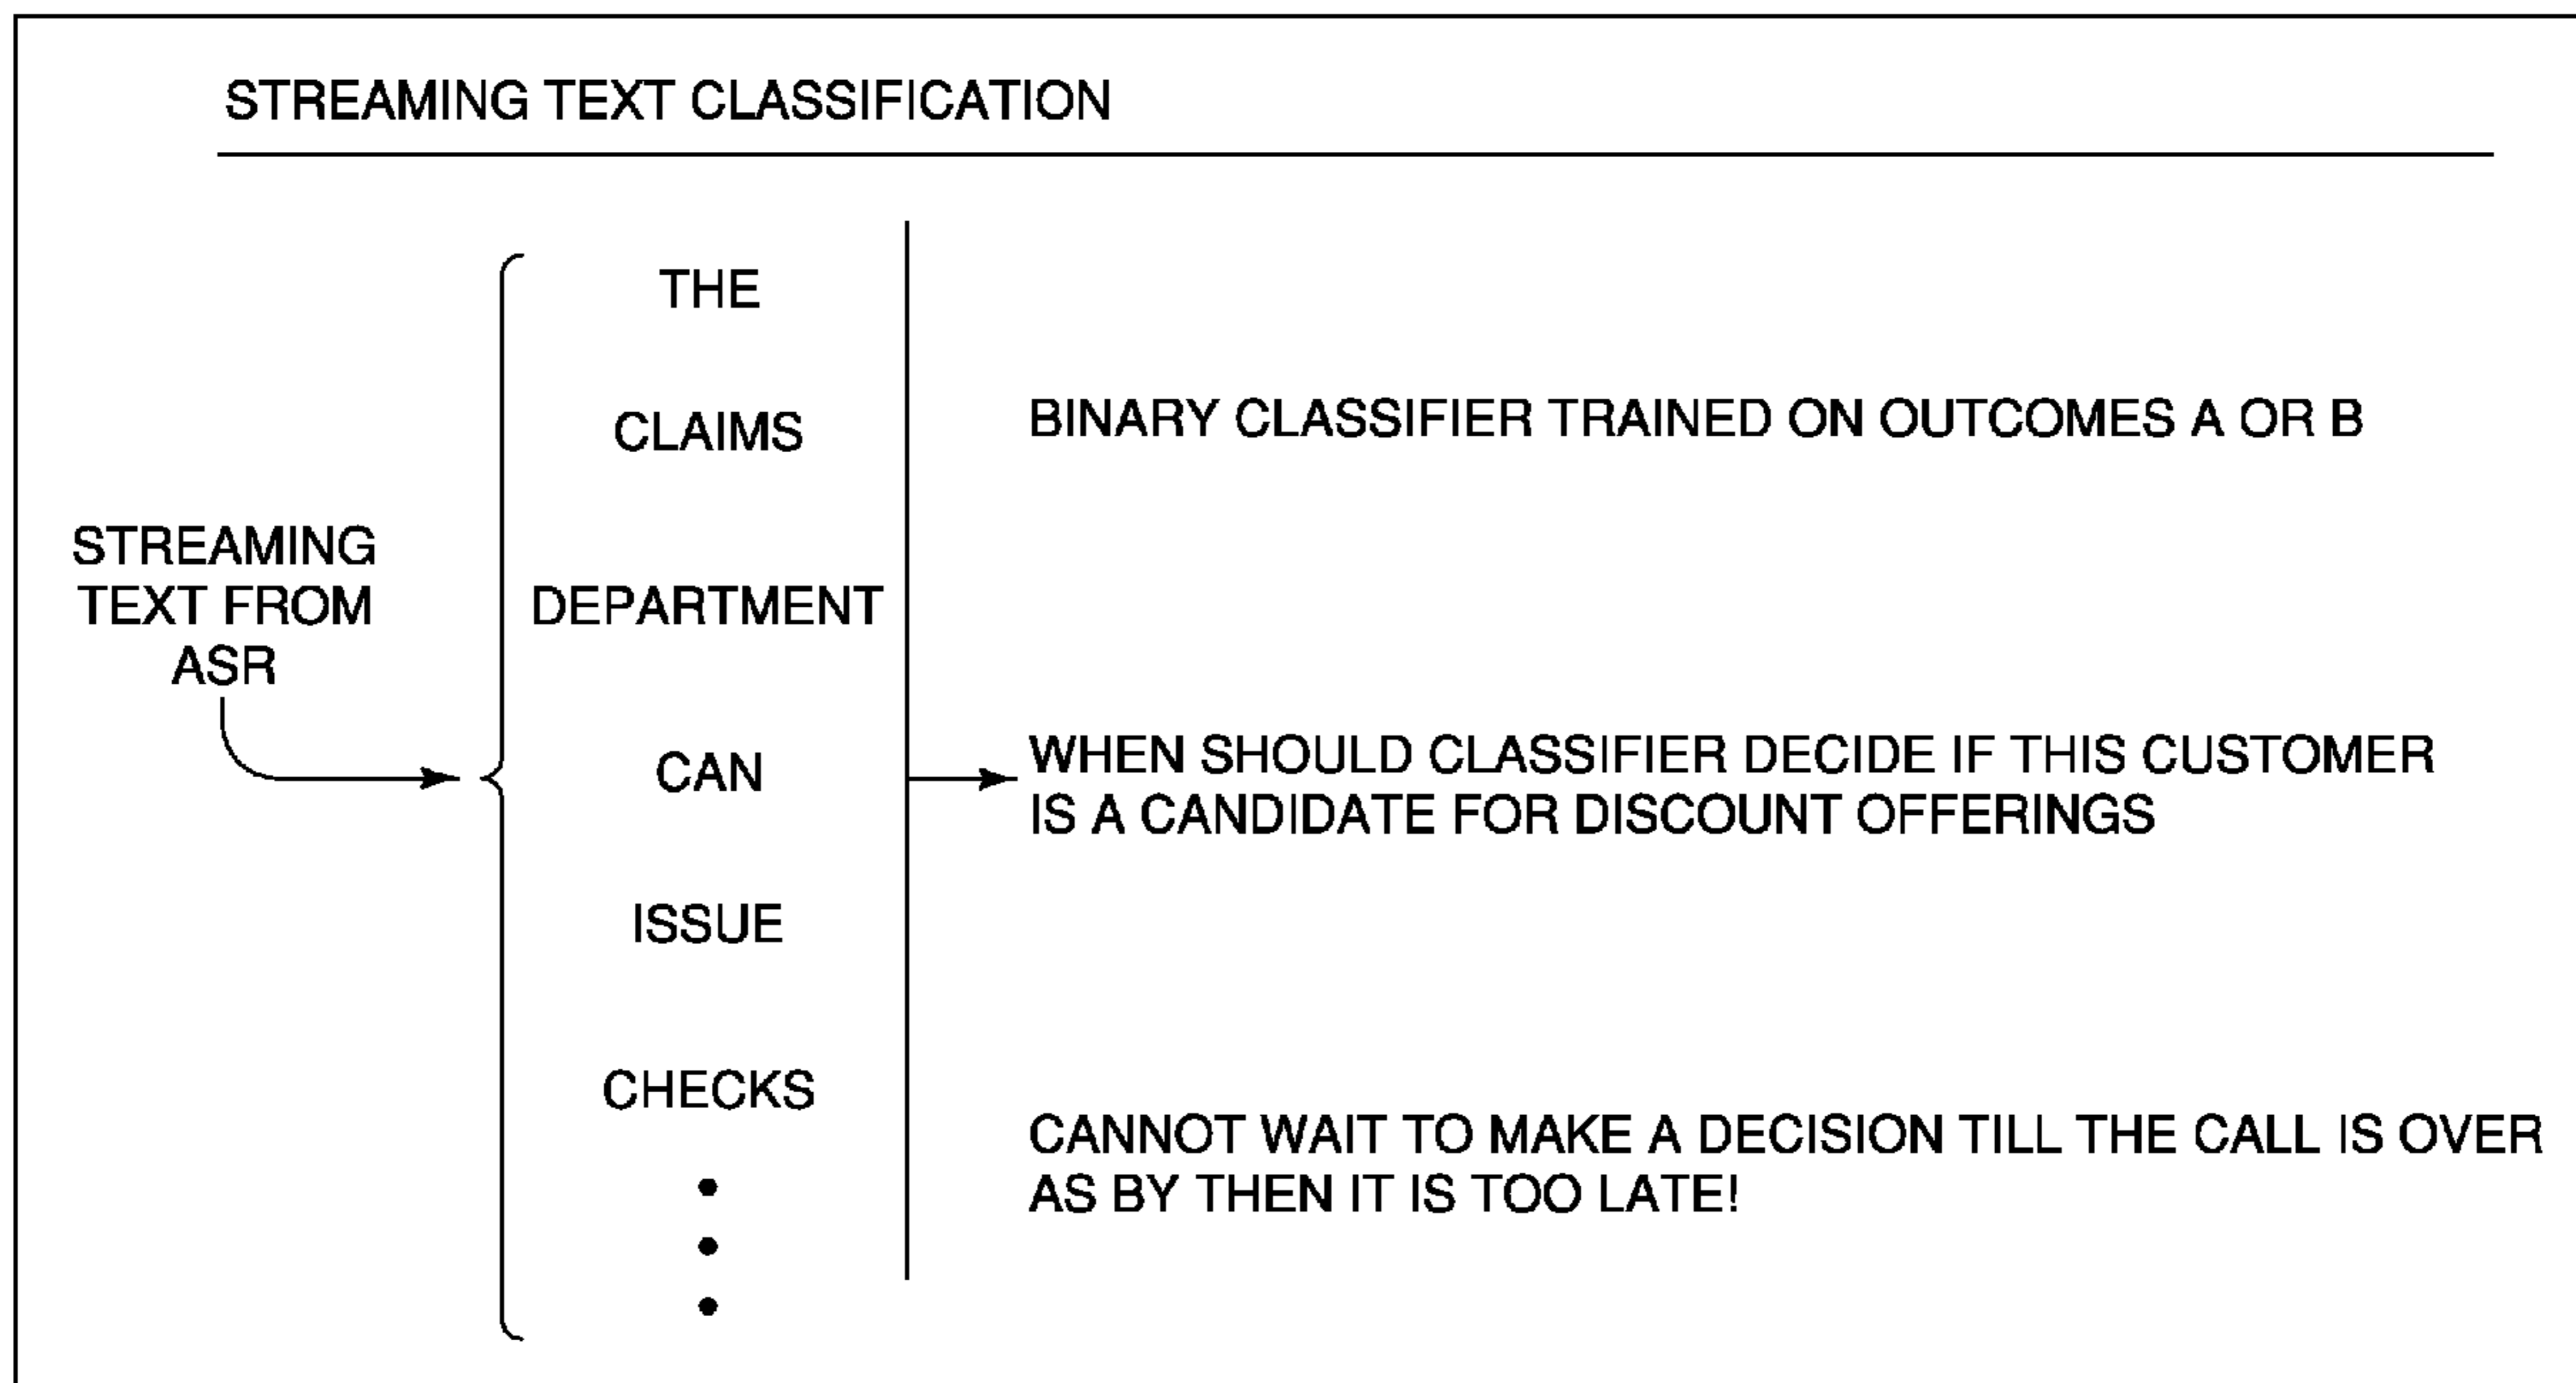 STREAMING TEXT CLASSIFICATION
STREAMING
TEXT FROM
ASR
THE
CLAIMS
DEPARTMENT
CAN
ISSUE
CHECKS
BINARY CLASSIFIER TRAINED ON OUTCOMES A OR B
WHEN SHOULD CLASSIFIER DECIDE IF THIS CUSTOMER
IS A CANDIDATE FOR DISCOUNT OFFERINGS
CANNOT WAIT TO MAKE A DECISION TILL THE CALL IS OVER
AS BY THEN IT IS TOO LATE!